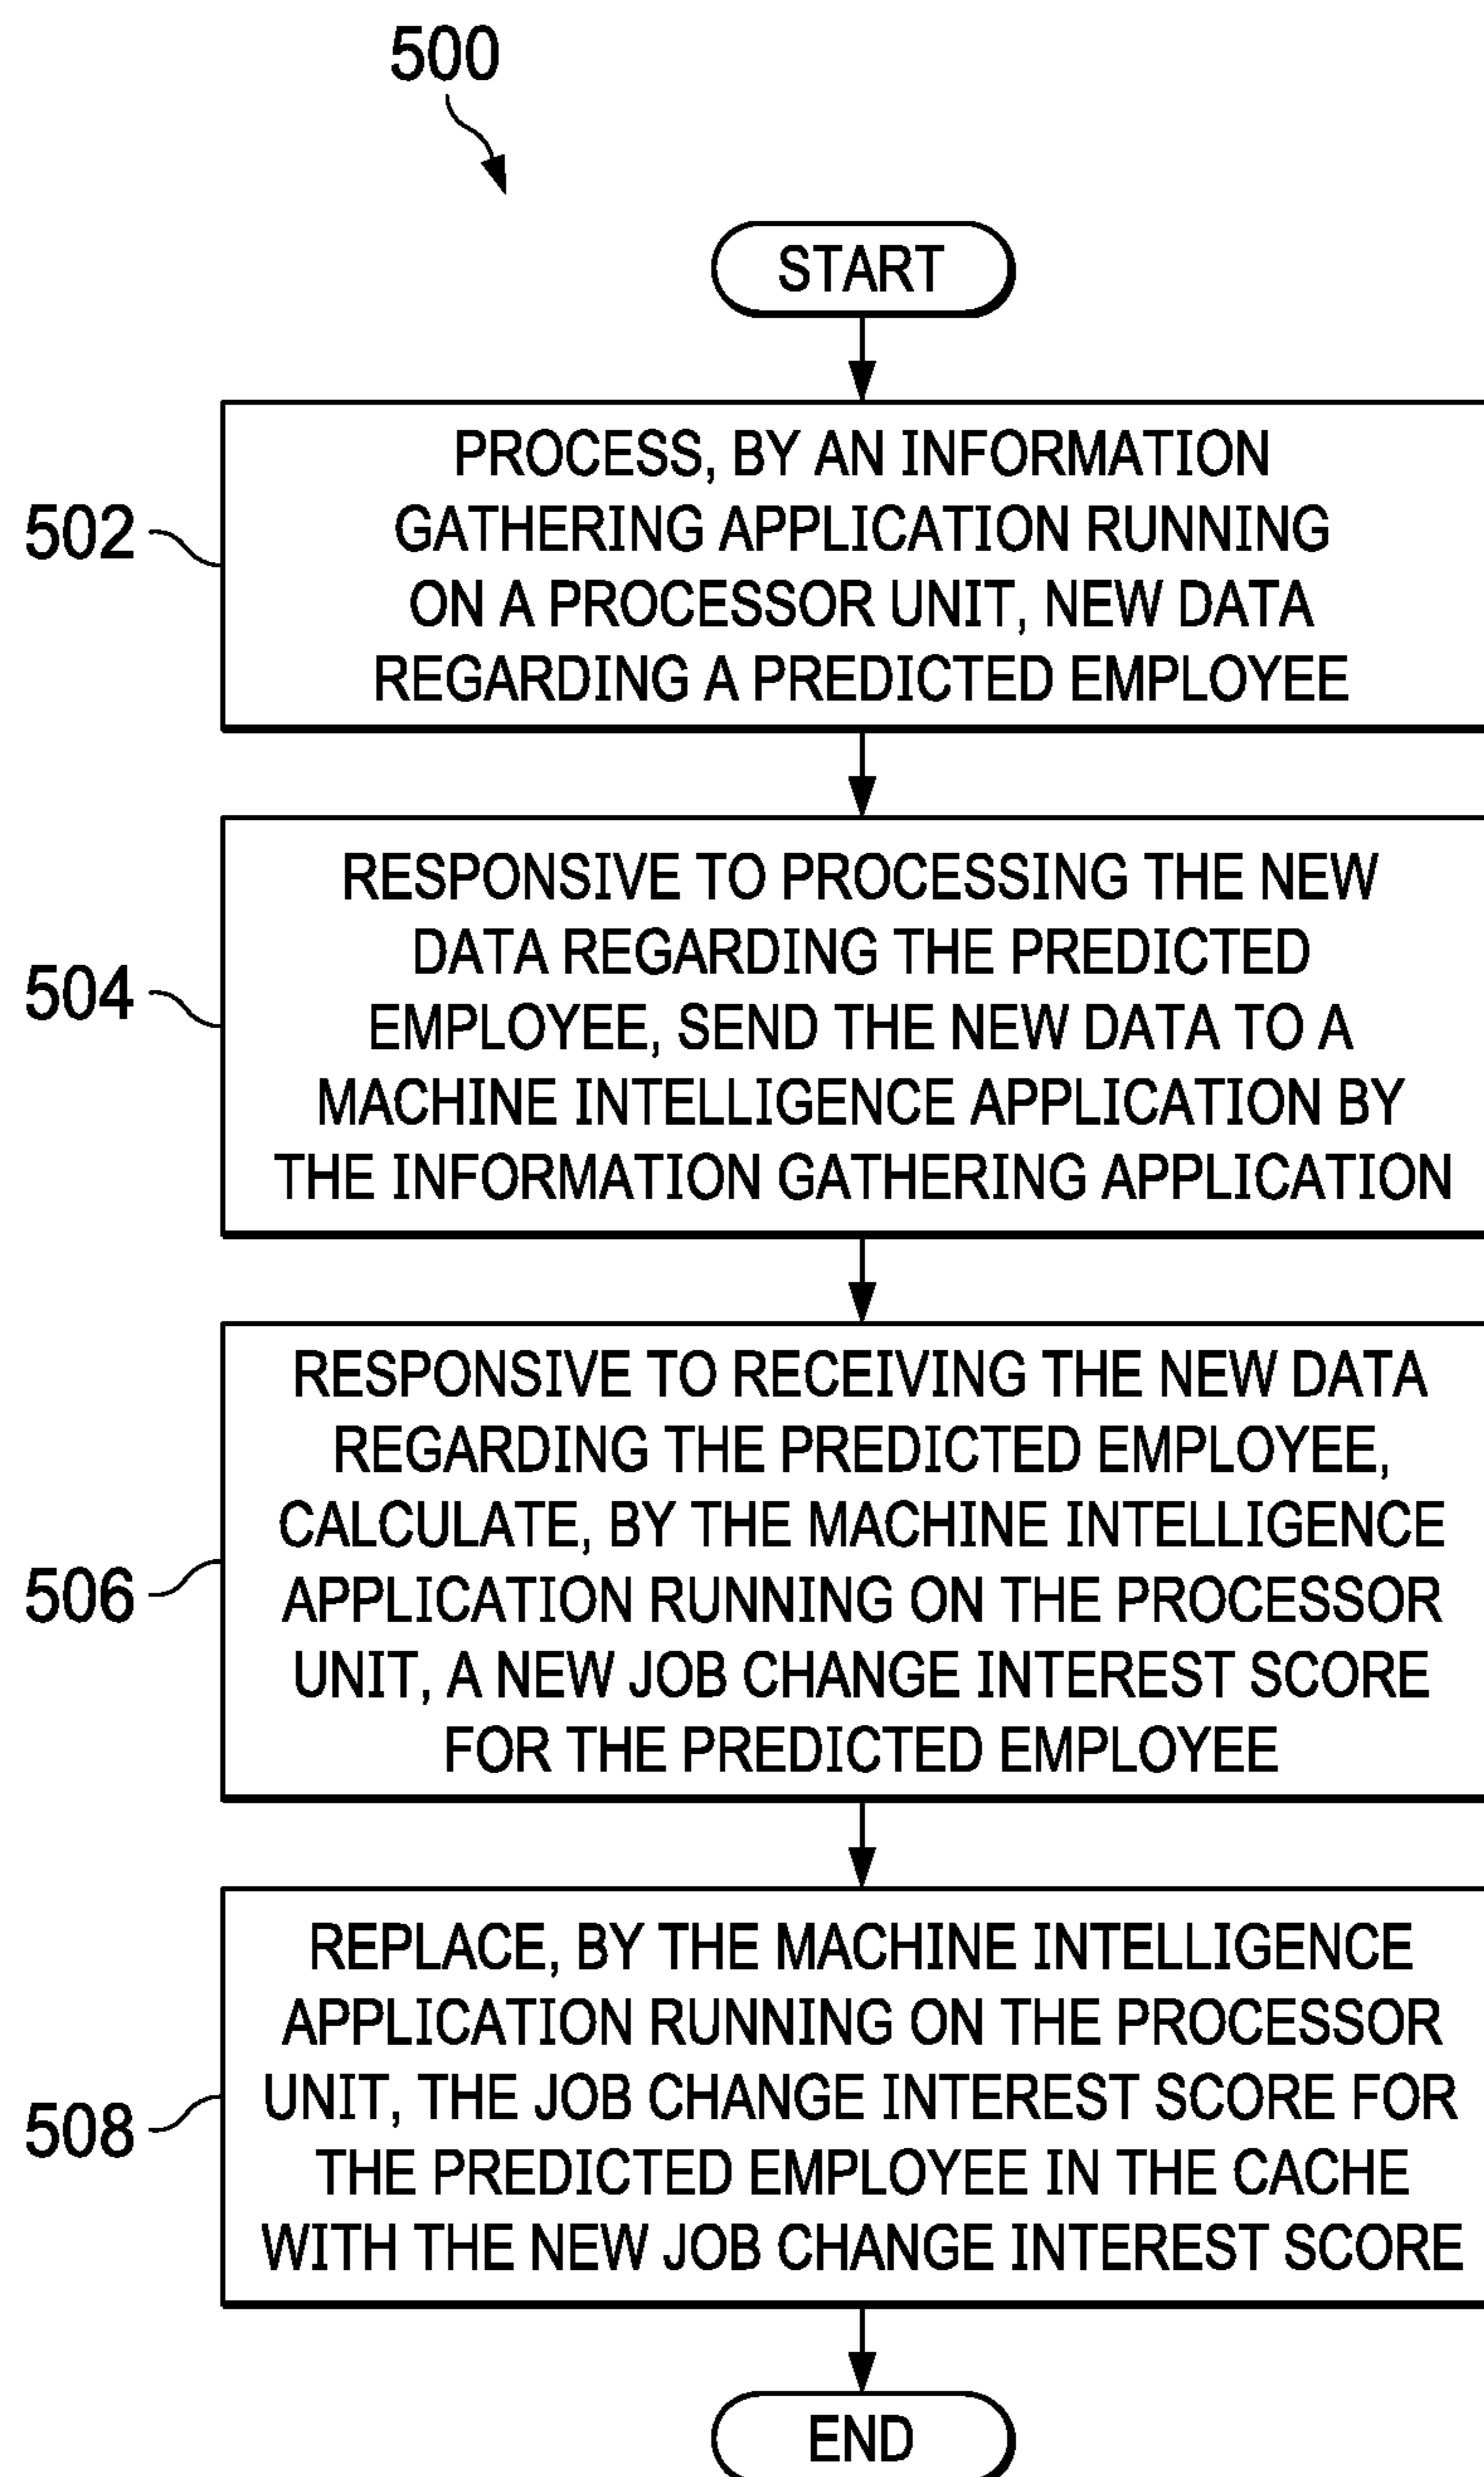 500
START
502
PROCESS, BY AN INFORMATION
GATHERING APPLICATION RUNNING
ON A PROCESSOR UNIT, NEW DATA
REGARDING A PREDICTED EMPLOYEE
504
RESPONSIVE TO PROCESSING THE NEW
DATA REGARDING THE PREDICTED
EMPLOYEE, SEND THE NEW DATA TO A
MACHINE INTELLIGENCE APPLICATION BY
THE INFORMATION GATHERING APPLICATION
506
RESPONSIVE TO RECEIVING THE NEW DATA
REGARDING THE PREDICTED EMPLOYEE,
CALCULATE, BY THE MACHINE INTELLIGENCE
APPLICATION RUNNING ON THE PROCESSOR
UNIT, A NEW JOB CHANGE INTEREST SCORE
FOR THE PREDICTED EMPLOYEE
508
REPLACE, BY THE MACHINE INTELLIGENCE
APPLICATION RUNNING ON THE PROCESSOR
UNIT, THE JOB CHANGE INTEREST SCORE FOR
THE PREDICTED EMPLOYEE IN THE CACHE
WITH THE NEW JOB CHANGE INTEREST SCORE
END